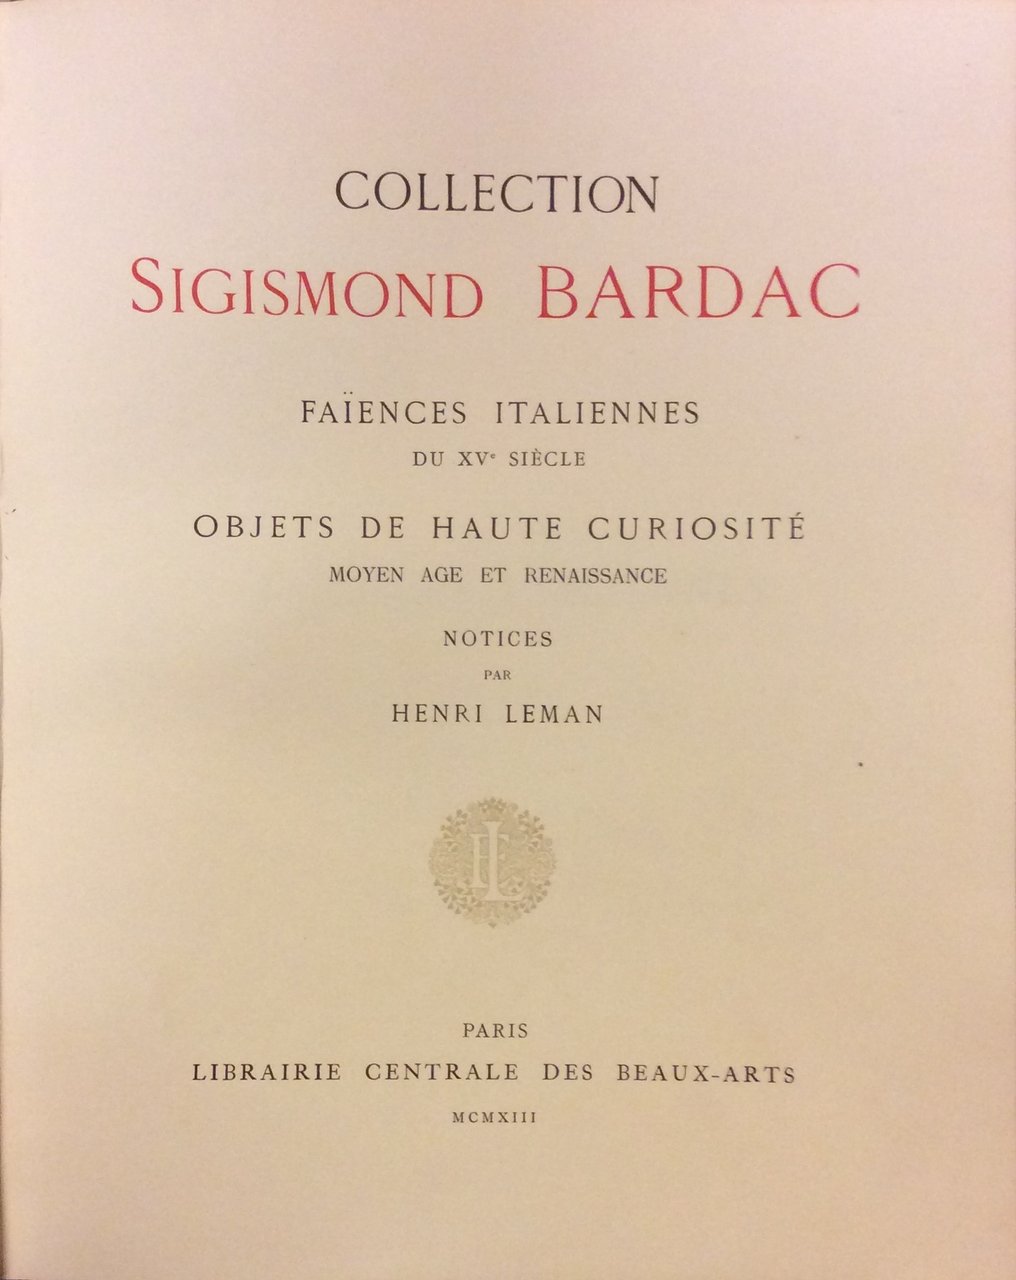 COLLECTION
SIGISMOND BARDAC
FAÏENCES ITALIENNES
DU XVe SIÈCLE
OBJETS DE HAUTE CURIOSITÉ
MOYEN AGE ET RENAISSANCE
NOTICES
PAR
HENRI LEMAN
PARIS
LIBRAIRIE CENTRALE DES BEAUX-ARTS
MCMXIII